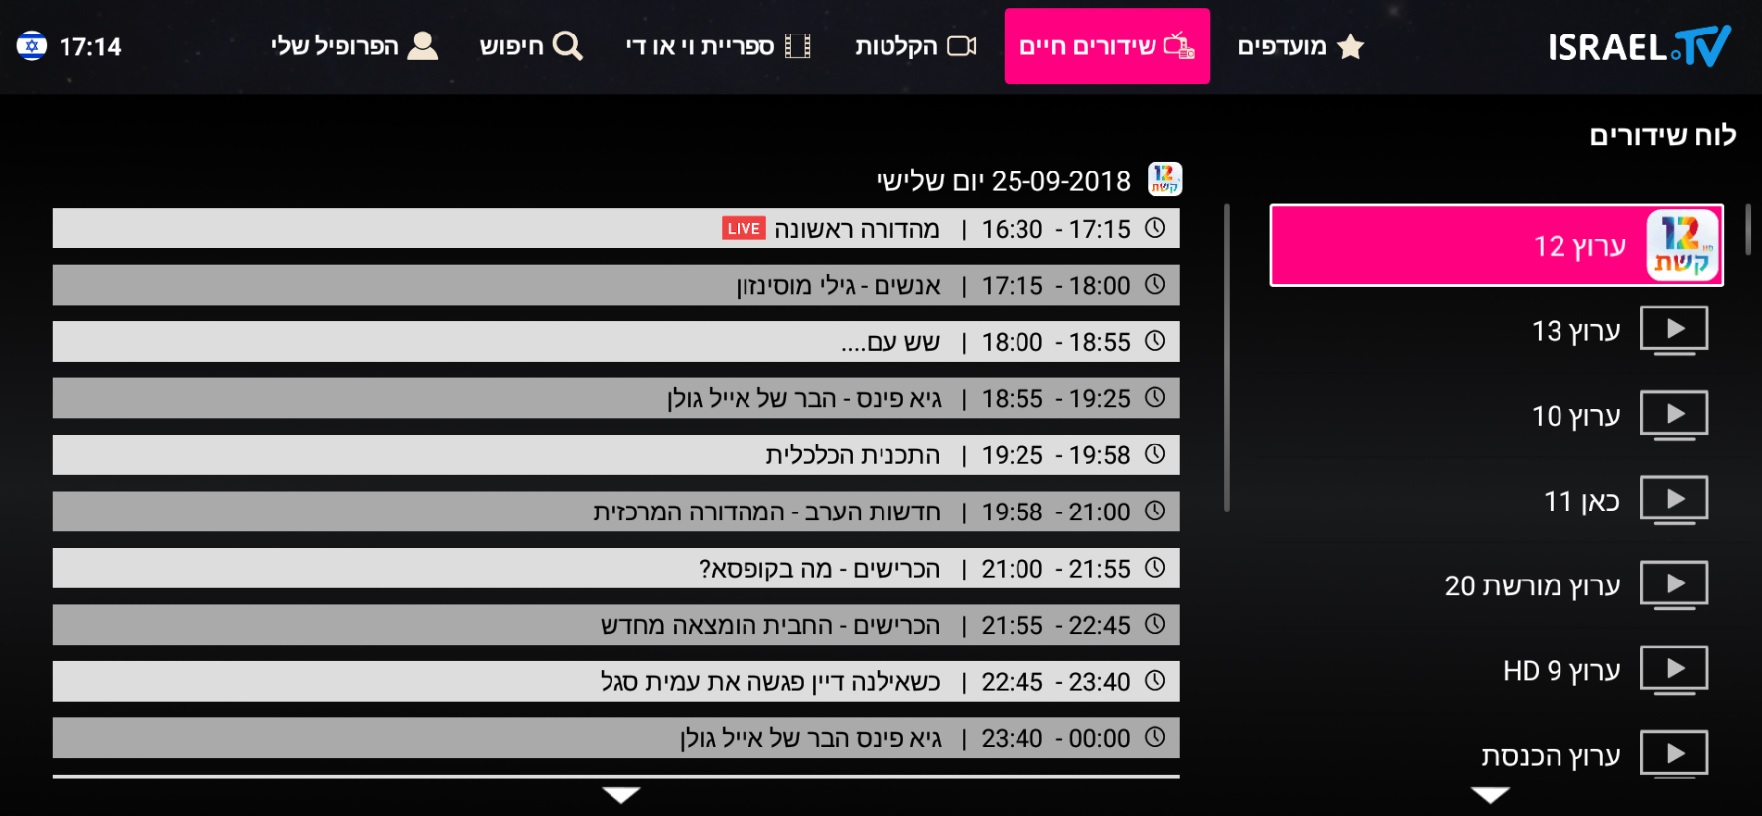 ISRAEL.TV
מועדפים
שידורים חיים
הקלטות
ספריית וי או די
חיפוש
הפרופיל שלי
17:14
לוח שידורים
25-09-2018 יום שלישי
16:30 - 17:15 | מהדורה ראשונה LIVE
17:15 - 18:00 | אנשים - גילי מוסינזון
18:00 - 18:55 | שש עם....
18:55 - 19:25 | גיא פינס - הבר של אייל גולן
19:25 - 19:58 | התכנית הכלכלית
19:58 - 21:00 | חדשות הערב - המהדורה המרכזית
21:00 - 21:55 | הכרישים - מה בקופסא?
21:55 - 22:45 | הכרישים - החבית הומצאה מחדש
22:45 - 23:40 | כשאילנה דיין פגשה את עמית סגל
23:40 - 00:00 | גיא פינס הבר של אייל גולן
12
קשת
ערוץ 12
ערוץ 13
ערוץ 10
כאן 11
ערוץ מורשת 20
ערוץ 9 HD
ערוץ הכנסת